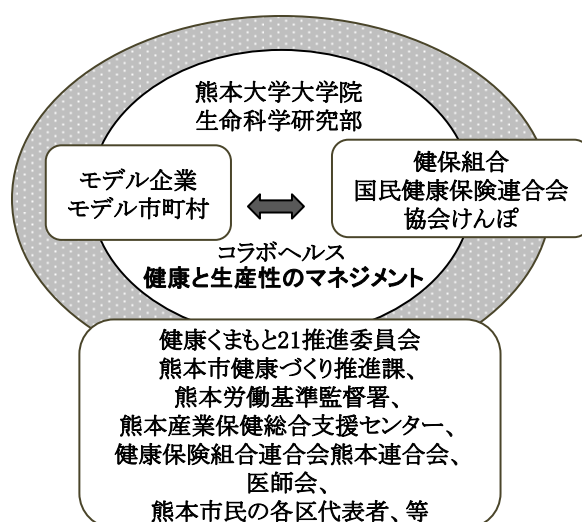 熊本大学大学院
生命科学研究部
モデル企業
モデル市町村
健保組合
国民健康保険連合会
協会けんぽ
コラボヘルス
健康と生産性のマネジメント
健康くまもと21推進委員会
熊本市健康づくり推進課、
熊本労働基準監督署、
熊本産業保健総合支援センター、
健康保険組合連合会熊本連合会、
医師会、
熊本市民の各区代表者、等